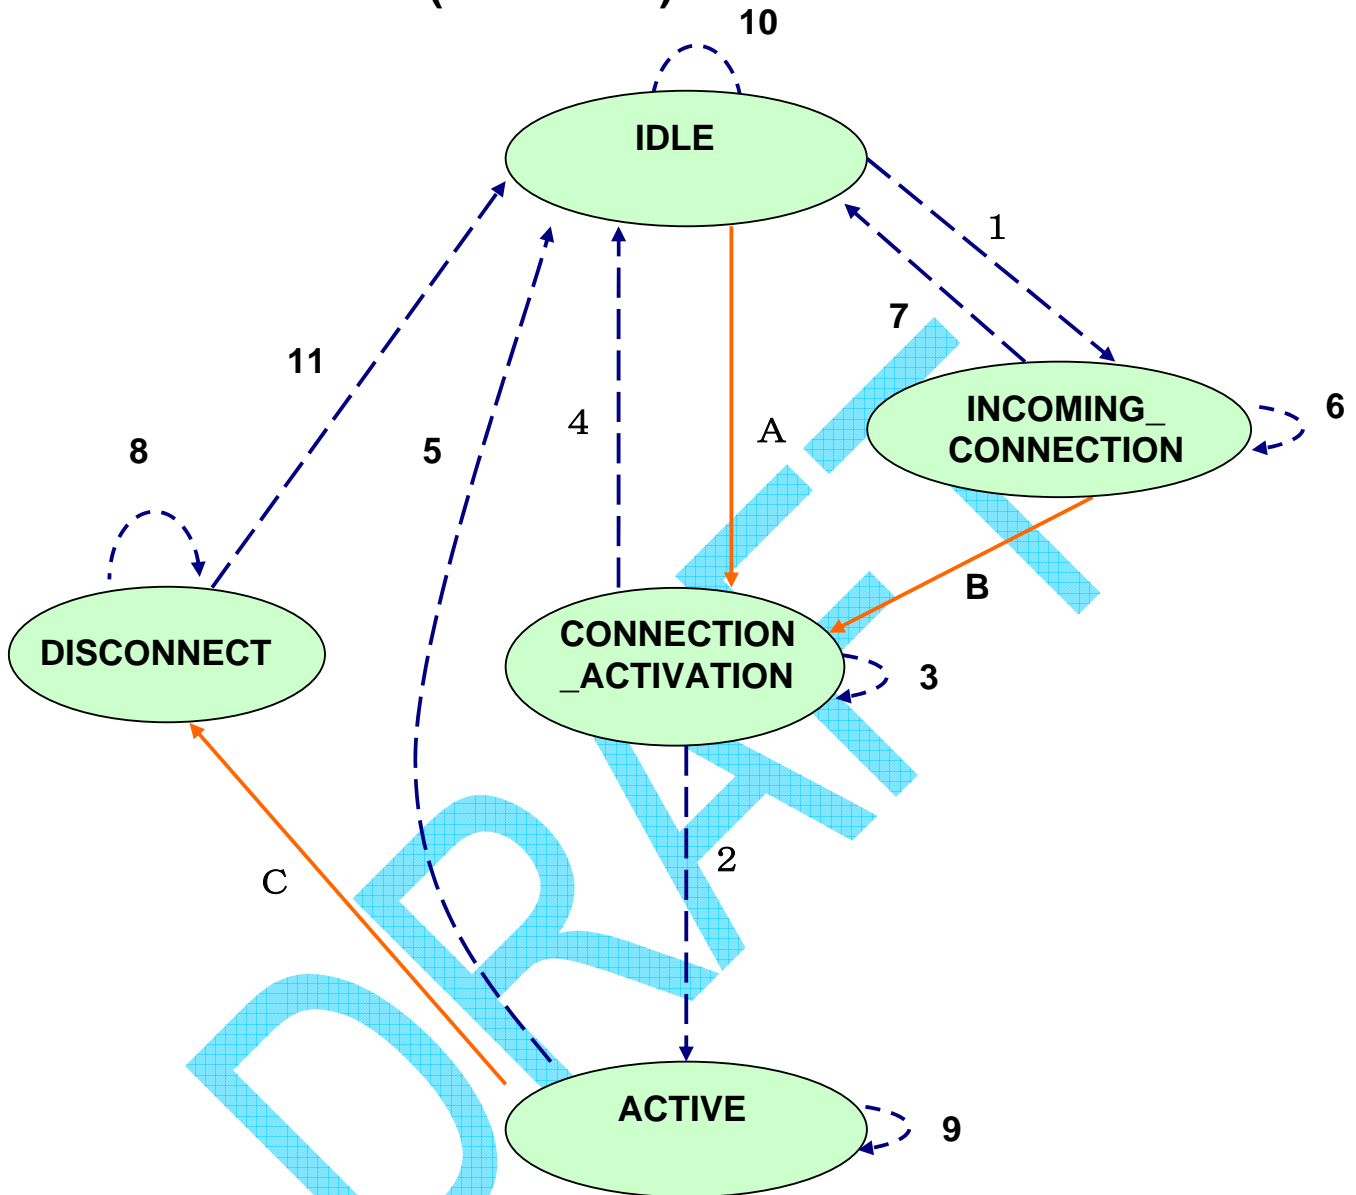 10
IDLE
1
7
11
INCOMING_
CONNECTION
6
4
A
5
8
B
CONNECTION
_ACTIVATION
DISCONNECT
3
2
C
ACTIVE
9
DRAFT